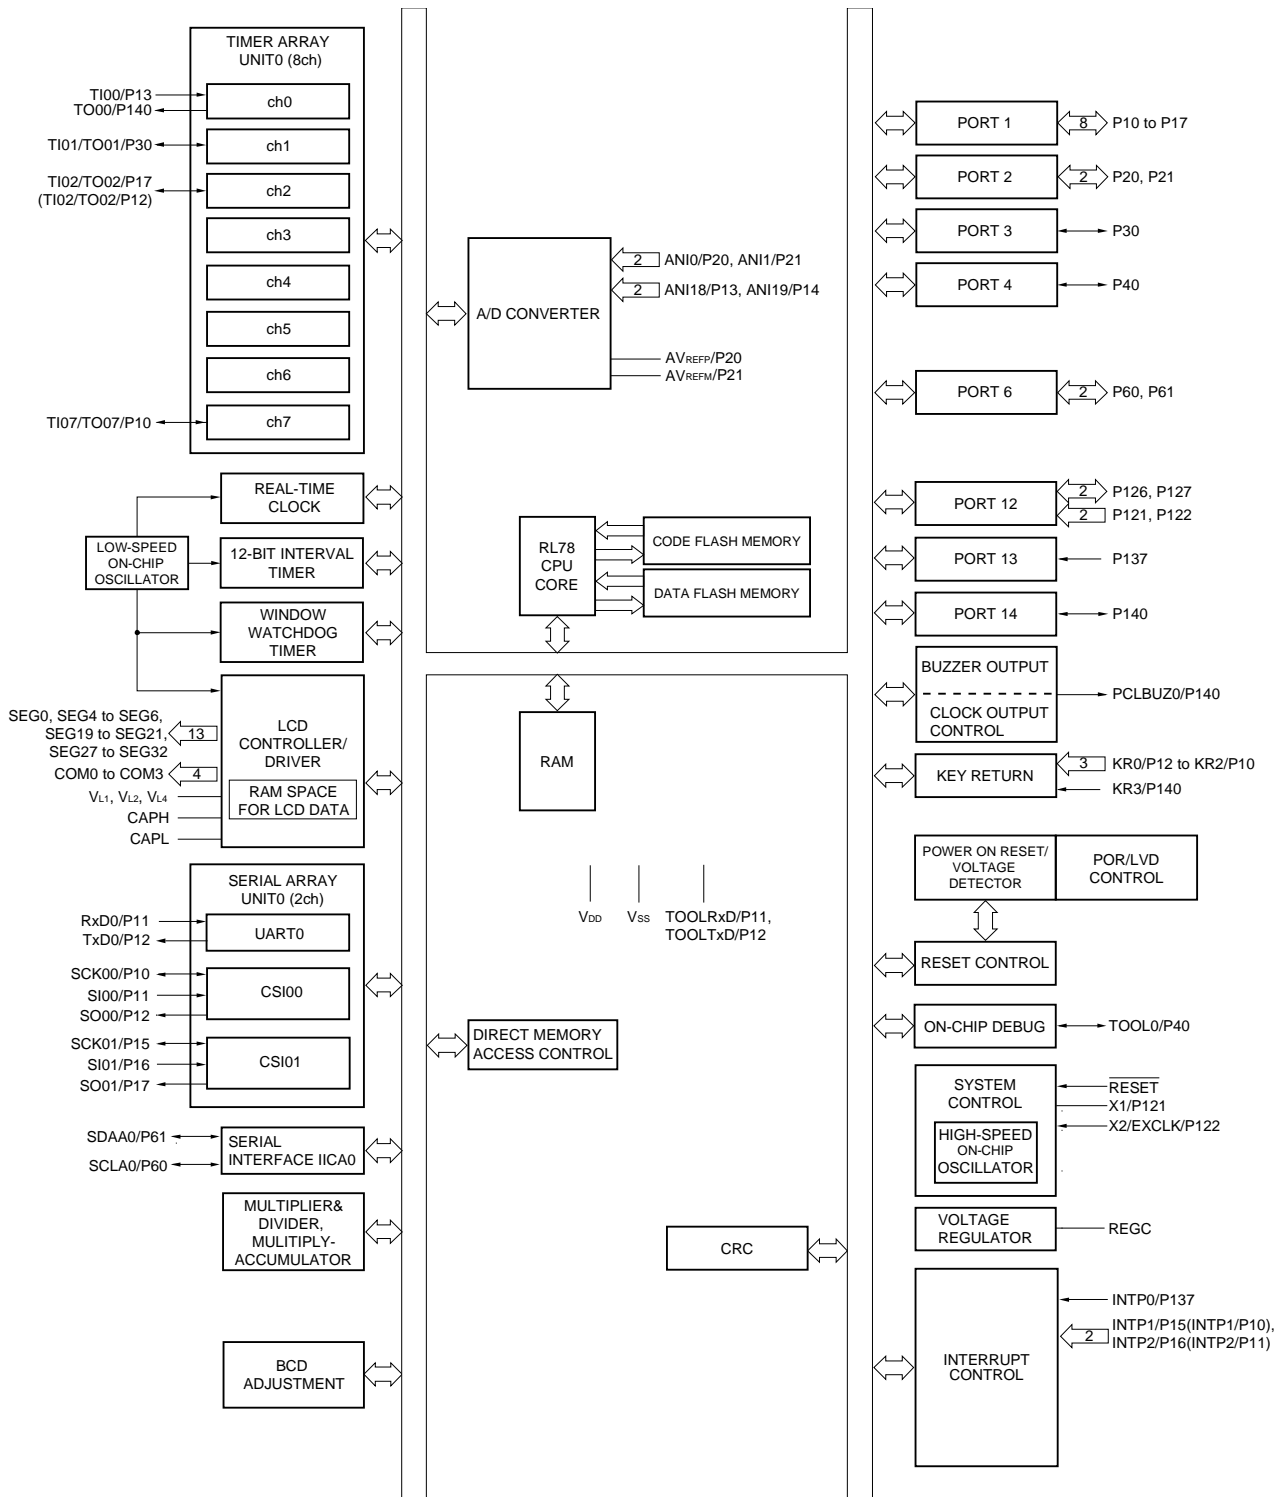 TIMER ARRAY
UNIT0 (8ch)
TI00/P13
TO00/P140
ch0
TI01/TO01/P30
ch1
TI02/TO02/P17
(TI02/TO02/P12)
ch2
ch3
ch4
ch5
ch6
TI07/TO07/P10
ch7
REAL-TIME
CLOCK
LOW-SPEED
ON-CHIP
OSCILLATOR
12-BIT INTERVAL
TIMER
WINDOW
WATCHDOG
TIMER
SEG0, SEG4 to SEG6,
SEG19 to SEG21,
SEG27 to SEG32
13
COM0 to COM3
4
VL1, VL2, VL4
CAPH
CAPL
LCD
CONTROLLER/
DRIVER
RAM SPACE
FOR LCD DATA
SERIAL ARRAY
UNIT0 (2ch)
RxD0/P11
TxD0/P12
UART0
SCK00/P10
SI00/P11
SO00/P12
CSI00
SCK01/P15
SI01/P16
SO01/P17
CSI01
SDAA0/P61
SCLA0/P60
SERIAL
INTERFACE IICA0
MULTIPLIER&
DIVIDER,
MULITIPLY-
ACCUMULATOR
BCD
ADJUSTMENT
A/D CONVERTER
2
ANI0/P20, ANI1/P21
2
ANI18/P13, ANI19/P14
AVREFP/P20
AVREFM/P21
RL78
CPU
CORE
CODE FLASH MEMORY
DATA FLASH MEMORY
RAM
VDD
VSS
TOOLRxD/P11,
TOOLTxD/P12
DIRECT MEMORY
ACCESS CONTROL
CRC
PORT 1
8
P10 to P17
PORT 2
2
P20, P21
PORT 3
P30
PORT 4
P40
PORT 6
2
P60, P61
PORT 12
2
P126, P127
2
P121, P122
PORT 13
P137
PORT 14
P140
BUZZER OUTPUT
CLOCK OUTPUT
CONTROL
PCLBUZ0/P140
KEY RETURN
3
KR0/P12 to KR2/P10
KR3/P140
POWER ON RESET/
VOLTAGE
DETECTOR
POR/LVD
CONTROL
RESET CONTROL
ON-CHIP DEBUG
TOOL0/P40
SYSTEM
CONTROL
HIGH-SPEED
ON-CHIP
OSCILLATOR
RESET
X1/P121
X2/EXCLK/P122
VOLTAGE
REGULATOR
REGC
INTERRUPT
CONTROL
INTP0/P137
2
INTP1/P15(INTP1/P10),
INTP2/P16(INTP2/P11)